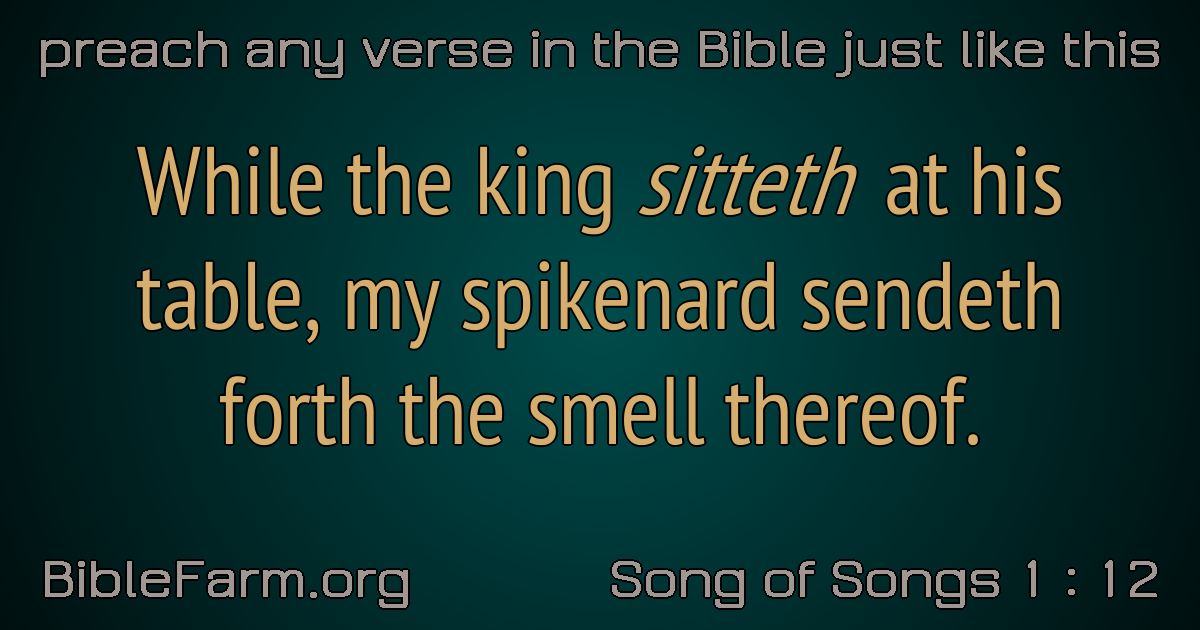 preach any verse in the Bible just like this
While the king sitteth at his
table, my spikenard sendeth
forth the smell thereof.
BibleFarm.org
Song of Songs 1 : 12